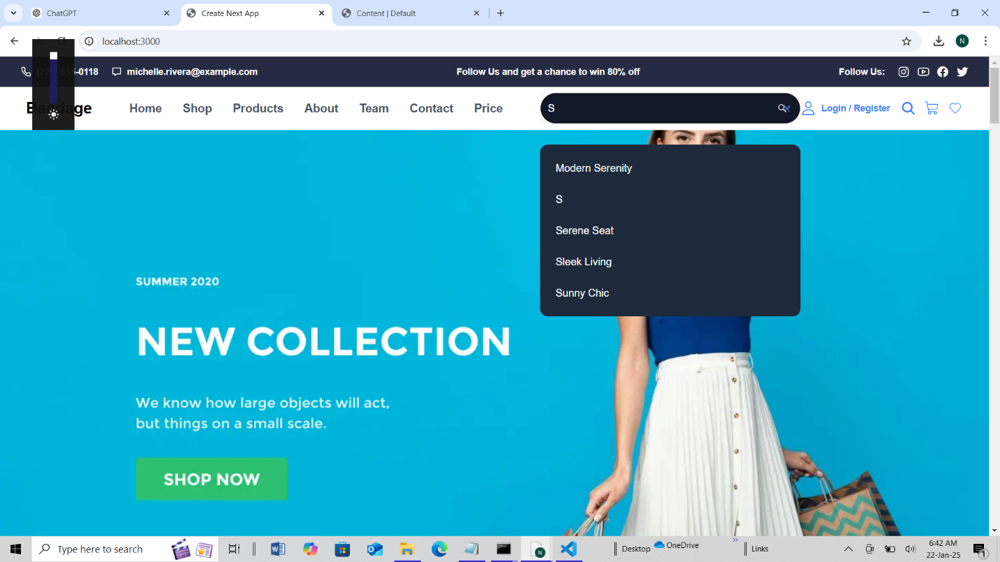 ChatGPT
Create Next App
Content | Default
localhost:3000
-0118
michelle.rivera@example.com
Follow Us and get a chance to win 80% off
Follow Us:
Bandage
Home
Shop
Products
About
Team
Contact
Price
S
Login / Register
Modern Serenity
S
Serene Seat
Sleek Living
Sunny Chic
SUMMER 2020
NEW COLLECTION
We know how large objects will act,
but things on a small scale.
SHOP NOW
Type here to search
Desktop
OneDrive
Links
6:42 AM
22-Jan-25
1